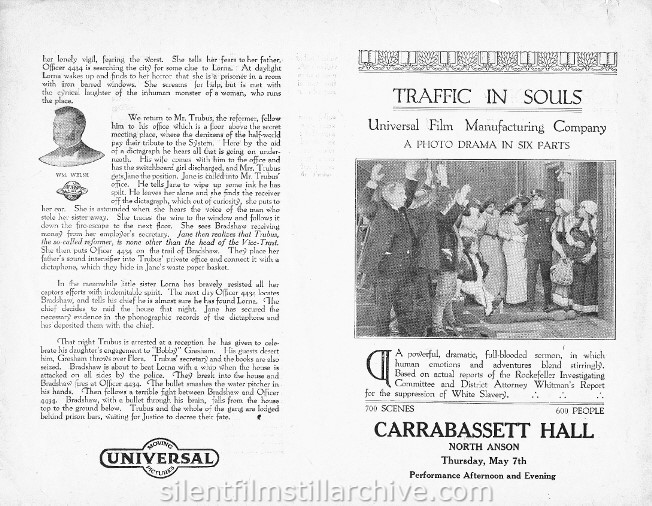 her lonely vigil, fearing the worst. She tells her fears to her father.
Officer 4434 is searching the city for some clue to Lorna. At daylight
Lorna wakes up and finds to her horror that she is a prisoner in a room
with iron barred windows. She screams for help, but is met with
the cynical laughter of the inhuman monster of a woman, who runs
the place.
We return to Mr. Trubus, the reformer, follow
him to his office which is a floor above the secret
meeting place, where the denizens of the half-world
pay their tribute to the System. Here by the aid
of a dictograph he hears all that is going on under-
neath. His wife comes with him to the office and
has the switchboard girl discharged, and Mrs. Trubus
gets Jane the position. Jane is called into Mr. Trubus'
office. He tells Jane to wipe up some ink he has
spilt. He leaves her alone and she finds the receiver
off the dictagraph, which out of curiosity, she puts to
her ear. She is astounded when she hears the voice of the man who
stole her sister away. She traces the wire to the window and follows it
down the fire-escape to the next floor. She sees Bradshaw receiving
money from her employer's secretary. Jane then realizes that Trubus,
the so-called reformer, is none other than the head of the Vice-Trust.
She then puts Officer 4434 on the trail of Bradshaw. They place her
father's sound intensifier into Trubus' private office and connect it with a
dictaphone, which they hide in Jane's waste paper basket.
WM. WELSH
In the meanwhile little sister Lorna has bravely resisted all her
captors efforts with indomitable spirit. The next day Officer 4434 locates
Bradshaw, and tells his chief he is almost sure he has found Lorna. The
chief decides to raid the house that night. Jane has secured the
necessary evidence in the phonographic records of the dictaphone and
has deposited them with the chief.
That night Trubus is arrested at a reception he has given to cele-
brate his daughter's engagement to "Bobby" Gresham. His guests desert
him, Gresham throws over Flora. Trubus' secretary and the books are also
seized. Bradshaw is about to beat Lorna with a whip when the house is
attacked on all sides by the police. They break into the house and
Bradshaw fires at Officer 4434. The bullet smashes the water pitcher in
his hands. Then follows a terrible fight between Bradshaw and Officer
4434. Bradshaw, with a bullet through his brain, falls from the house
top to the ground below. Trubus and the whole of the gang are lodged
behind prison bars, waiting for Justice to decree their fate.
MOVING
UNIVERSAL
PICTURES
TRAFFIC IN SOULS
Universal Film Manufacturing Company
A PHOTO DRAMA IN SIX PARTS
A powerful, dramatic, full-blooded sermon, in which
human emotions and adventures blend stirringly.
Based on actual reports of the Rockefeller Investigating
Committee and District Attorney Whitman's Report
for the suppression of White Slavery.
700 SCENES 600 PEOPLE
CARRABASSETT HALL
NORTH ANSON
Thursday, May 7th
Performance Afternoon and Evening
silentfilmstillarchive.com